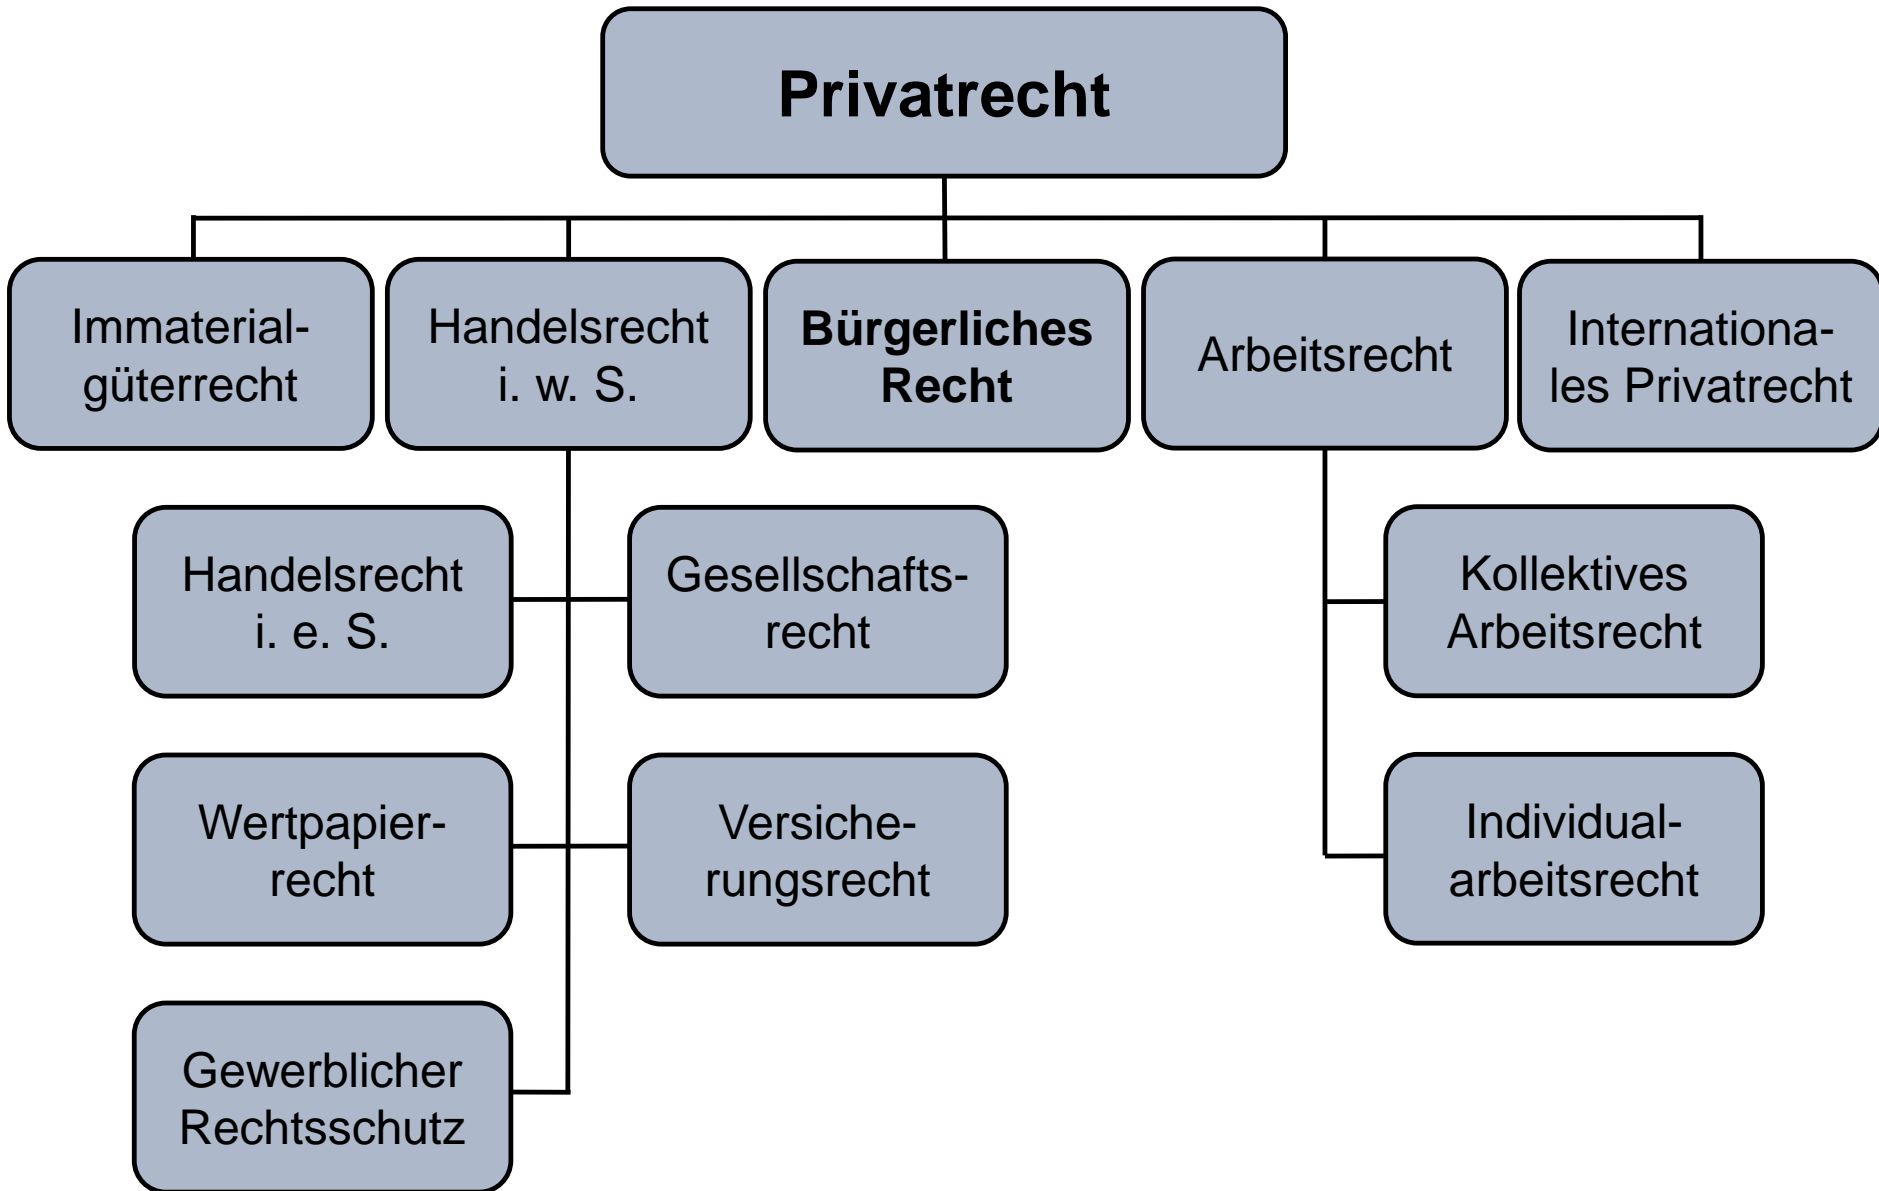 Privatrecht
Immaterial-
güterrecht
Handelsrecht
i. w. S.
Bürgerliches
Recht
Arbeitsrecht
Internationa-
les Privatrecht
Handelsrecht
i. e. S.
Gesellschafts-
recht
Kollektives
Arbeitsrecht
Wertpapier-
recht
Versiche-
rungsrecht
Individual-
arbeitsrecht
Gewerblicher
Rechtsschutz